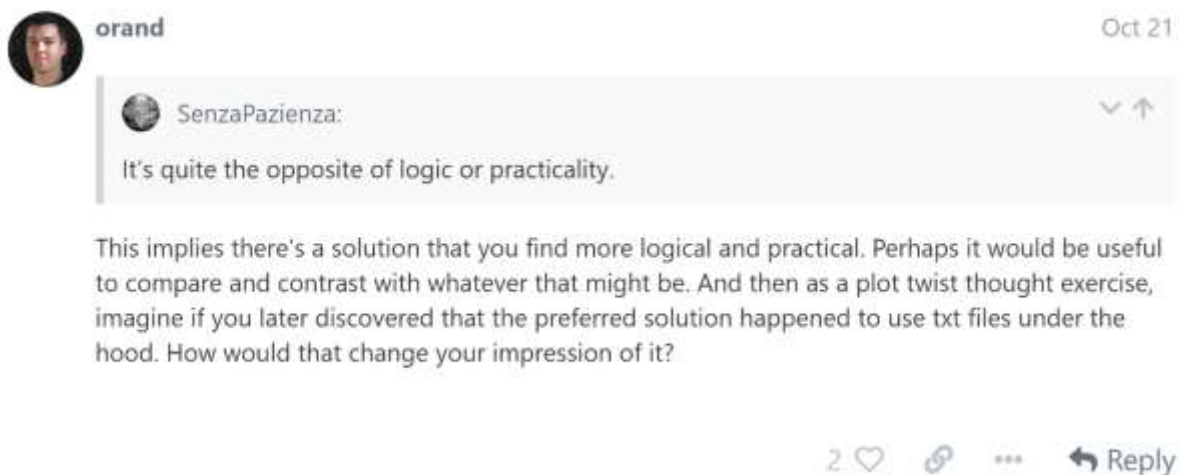 orand
Oct 21
SenzaPazienza:
It's quite the opposite of logic or practicality.
This implies there's a solution that you find more logical and practical. Perhaps it would be useful
to compare and contrast with whatever that might be. And then as a plot twist thought exercise,
imagine if you later discovered that the preferred solution happened to use txt files under the
hood. How would that change your impression of it?
2
Reply